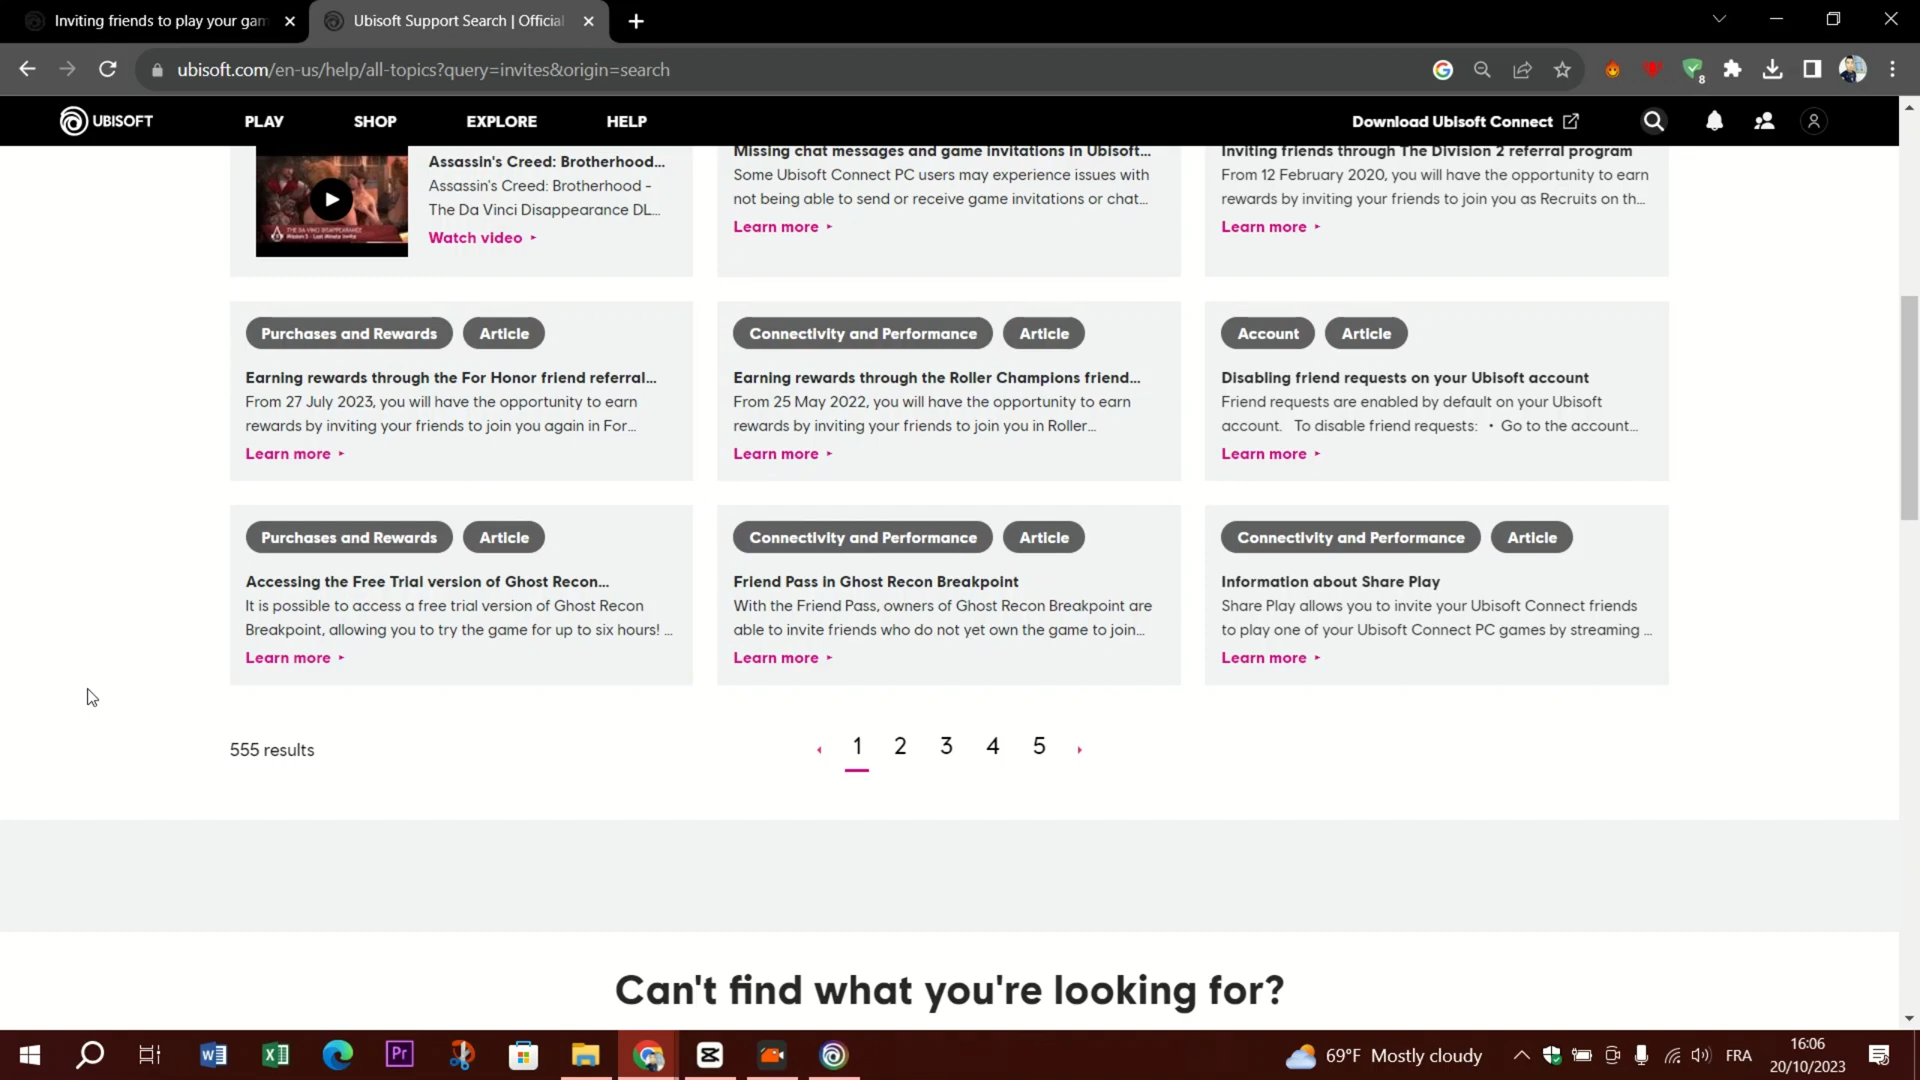 Inviting friends to play your gam
Ubisoft Support Search | Official
ubisoft.com/en-us/help/all-topics?query=invites&origin=search
8
UBISOFT
PLAY
SHOP
EXPLORE
HELP
Download Ubisoft Connect
Assassin's Creed: Brotherhood...
Assassin's Creed: Brotherhood -
The Da Vinci Disappearance DL...
Watch video
THE DA VINCI DISAPPEARANCE
Missing chat messages and game invitations in Ubisoft...
Some Ubisoft Connect PC users may experience issues with
not being able to send or receive game invitations or chat...
Learn more
Inviting friends through The Division 2 referral program
From 12 February 2020, you will have the opportunity to earn
rewards by inviting your friends to join you as Recruits on th...
Learn more
Purchases and Rewards
Article
Earning rewards through the For Honor friend referral...
From 27 July 2023, you will have the opportunity to earn
rewards by inviting your friends to join you again in For...
Learn more
Connectivity and Performance
Article
Earning rewards through the Roller Champions friend...
From 25 May 2022, you will have the opportunity to earn
rewards by inviting your friends to join you in Roller...
Learn more
Account
Article
Disabling friend requests on your Ubisoft account
Friend requests are enabled by default on your Ubisoft
account. To disable friend requests: • Go to the account...
Learn more
Purchases and Rewards
Article
Accessing the Free Trial version of Ghost Recon...
It is possible to access a free trial version of Ghost Recon
Breakpoint, allowing you to try the game for up to six hours! ...
Learn more
Connectivity and Performance
Article
Friend Pass in Ghost Recon Breakpoint
With the Friend Pass, owners of Ghost Recon Breakpoint are
able to invite friends who do not yet own the game to join...
Learn more
Connectivity and Performance
Article
Information about Share Play
Share Play allows you to invite your Ubisoft Connect friends
to play one of your Ubisoft Connect PC games by streaming ...
Learn more
555 results
1 2 3 4 5
Can't find what you're looking for?
Pr
69°F Mostly cloudy
FRA
16:06
20/10/2023